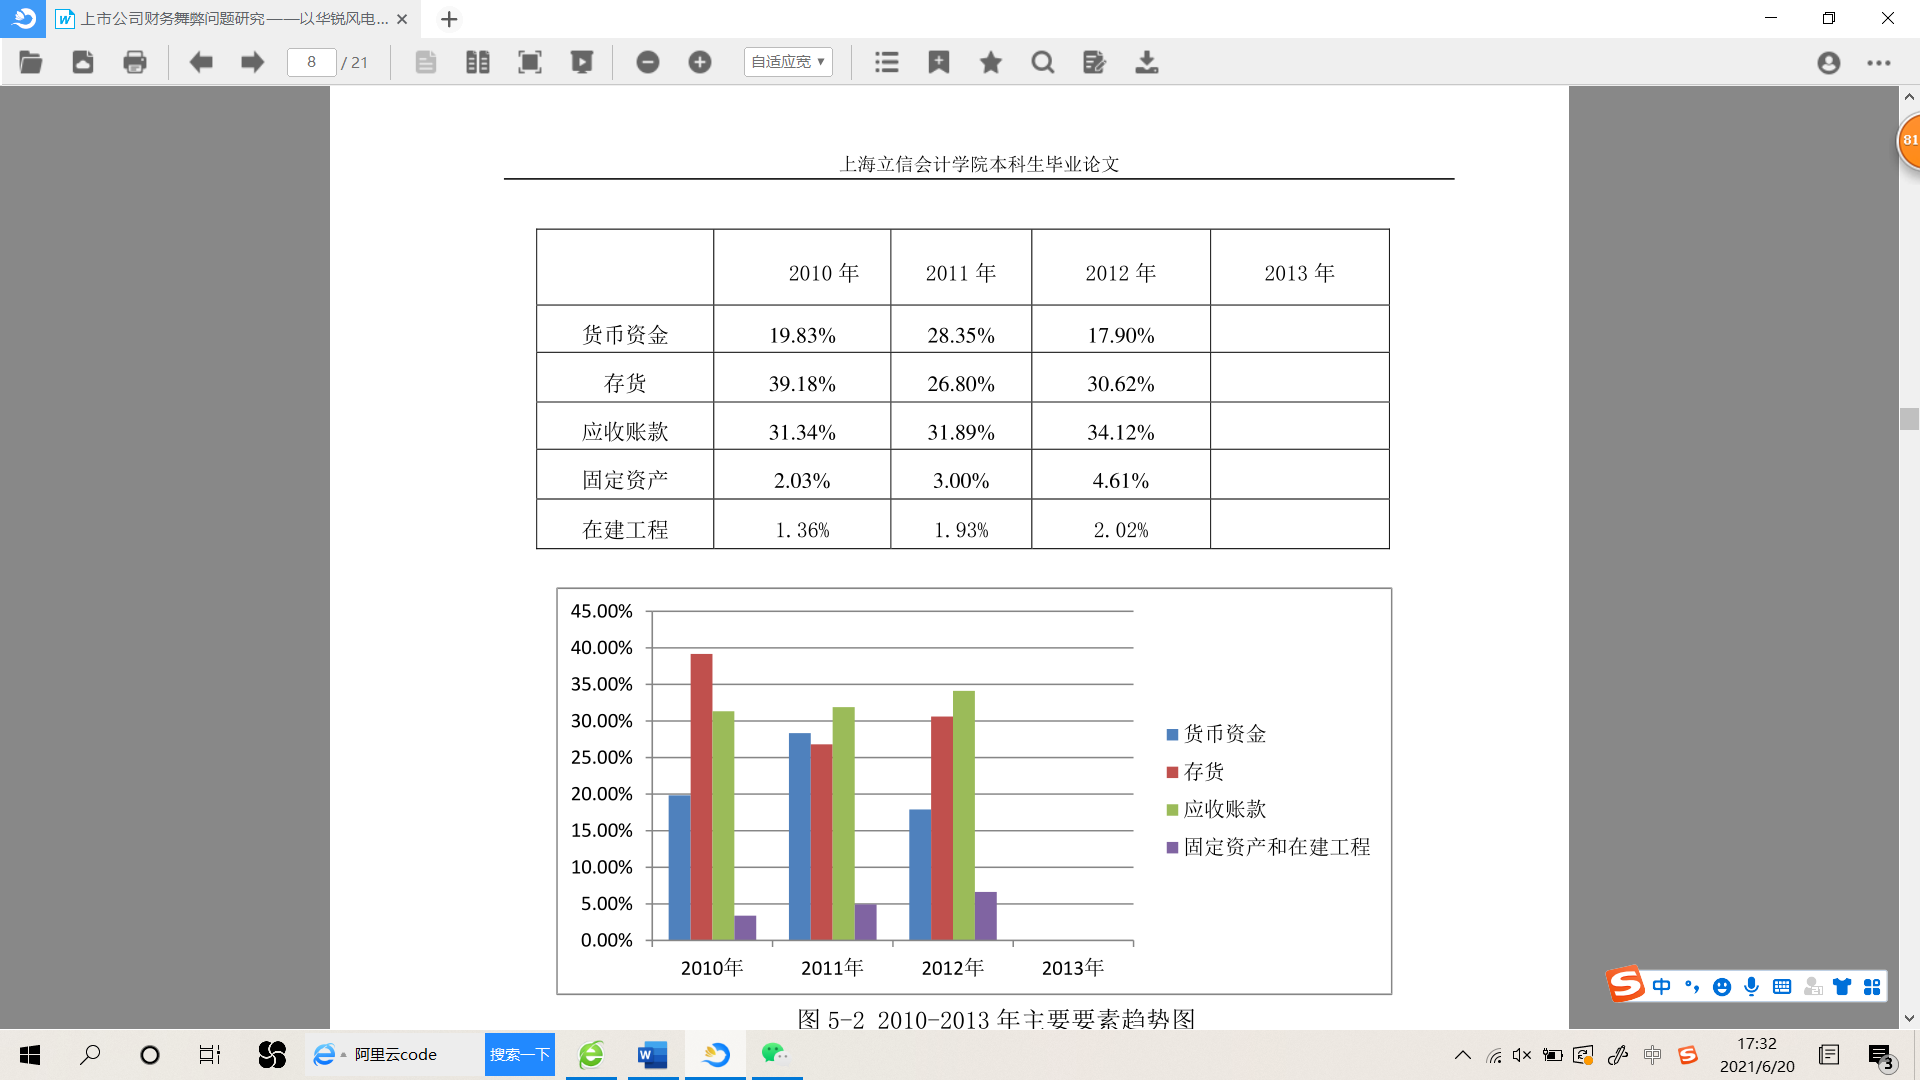 上市公司财务舞弊问题研究——以华锐风电...
8 / 21
自适应宽
81
上海立信会计学院本科生毕业论文
2010 年 2011 年 2012 年 2013 年
货币资金 19.83% 28.35% 17.90%
存货 39.18% 26.80% 30.62%
应收账款 31.34% 31.89% 34.12%
固定资产 2.03% 3.00% 4.61%
在建工程 1.36% 1.93% 2.02%
45.00%
40.00%
35.00%
30.00%
25.00%
20.00%
15.00%
10.00%
5.00%
0.00%
2010年 2011年 2012年 2013年
货币资金
存货
应收账款
固定资产和在建工程
图 5-2 2010-2013 年主要要素趋势图
中
阿里云code
搜索一下
中
17:32
2021/6/20
3